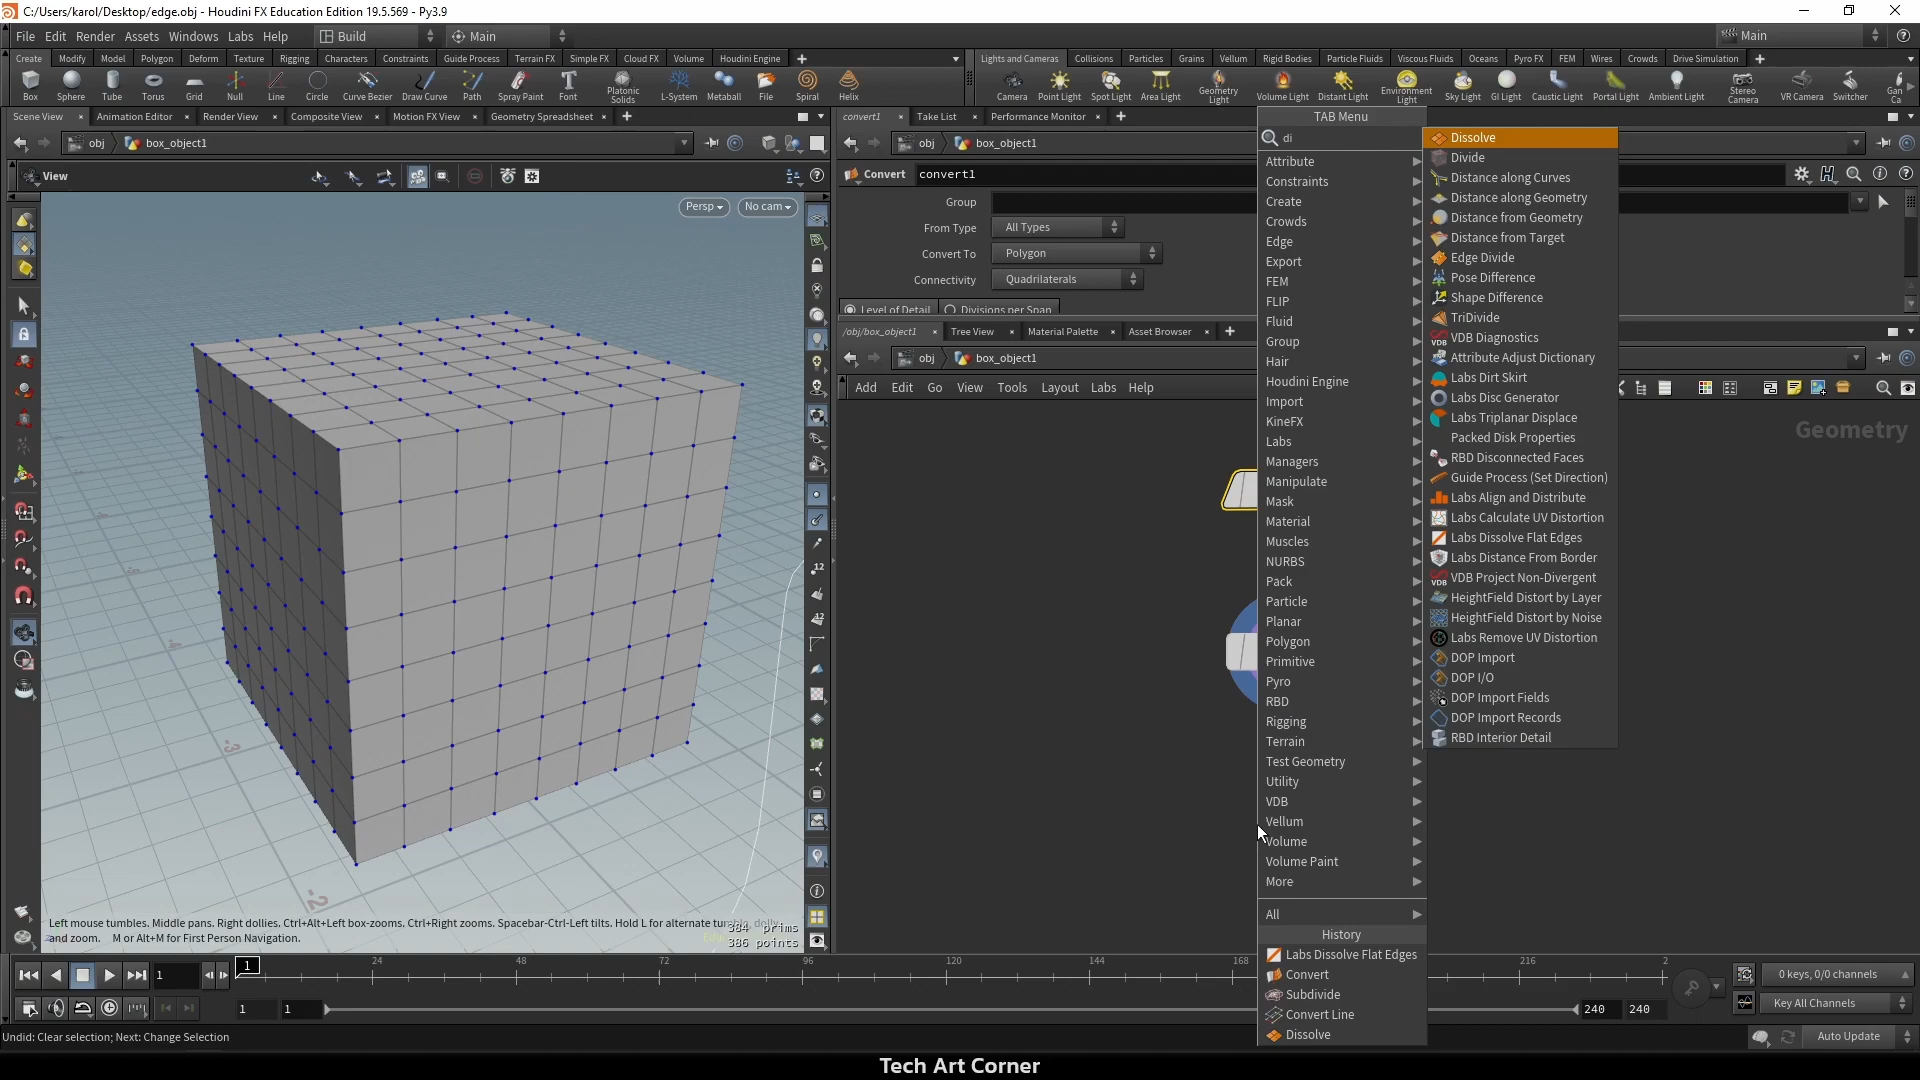 C:/Users/karol/Desktop/edge.obj - Houdini FX Education Edition 19.5.569 - Py3.9
File Edit Render Assets Windows Labs Help Build Main Main
Create Modify Model Polygon Deform Texture Rigging Characters Constraints Guide Process Terrain FX Simple FX Cloud FX Volume Houdini Engine
Lights and Cameras Collisions Particles Grains Vellum Rigid Bodies Particle Fluids Viscous Fluids Oceans Pyro FX FEM Wires Crowds Drive Simulation
Box Sphere Tube Torus Grid Null Line Circle Curve Bezier Draw Curve Path Spray Paint Font Platonic Solids L-System Metaball File Spiral Helix
Camera Point Light Spot Light Area Light Geometry Light Volume Light Distant Light Environment Light Sky Light GI Light Caustic Light Portal Light Ambient Light Stereo Camera VR Camera Switcher Gan Ca
Scene View Animation Editor Render View Composite View Motion FX View Geometry Spreadsheet
convert1 Take List Performance Monitor
obj box_object1
obj box_object1
View
Persp No cam
Convert convert1
Group
From Type All Types
Convert To Polygon
Connectivity Quadrilaterals
Level of Detail Divisions per Span
/obj/box_object1 Tree View Material Palette Asset Browser
obj box_object1
Add Edit Go View Tools Layout Labs Help
Geometry
TAB Menu
di
Attribute
Constraints
Create
Crowds
Edge
Export
FEM
FLIP
Fluid
Group
Hair
Houdini Engine
Import
KineFX
Labs
Managers
Manipulate
Mask
Material
Muscles
NURBS
Pack
Particle
Planar
Polygon
Primitive
Pyro
RBD
Rigging
Terrain
Test Geometry
Utility
VDB
Vellum
Volume
Volume Paint
More
All
History
Labs Dissolve Flat Edges
Convert
Subdivide
Convert Line
Dissolve
Dissolve
Divide
Distance along Curves
Distance along Geometry
Distance from Geometry
Distance from Target
Edge Divide
Pose Difference
Shape Difference
TriDivide
VDB Diagnostics
Attribute Adjust Dictionary
Labs Dirt Skirt
Labs Disc Generator
Labs Triplanar Displace
Packed Disk Properties
RBD Disconnected Faces
Guide Process (Set Direction)
Labs Align and Distribute
Labs Calculate UV Distortion
Labs Dissolve Flat Edges
Labs Distance From Border
VDB Project Non-Divergent
HeightField Distort by Layer
HeightField Distort by Noise
Labs Remove UV Distortion
DOP Import
DOP I/O
DOP Import Fields
DOP Import Records
RBD Interior Detail
Left mouse tumbles. Middle pans. Right dollies. Ctrl+Alt+Left box-zooms. Ctrl+Right zooms. Spacebar-Ctrl-Left tilts. Hold L for alternate tumble, dolly,
and zoom. M or Alt+M for First Person Navigation.
384 prims
386 points
1 1 24 48 72 96 120 144 168 216 2
0 keys, 0/0 channels
1 1 240 240
Key All Channels
Undid: Clear selection; Next: Change Selection
Auto Update
Tech Art Corner